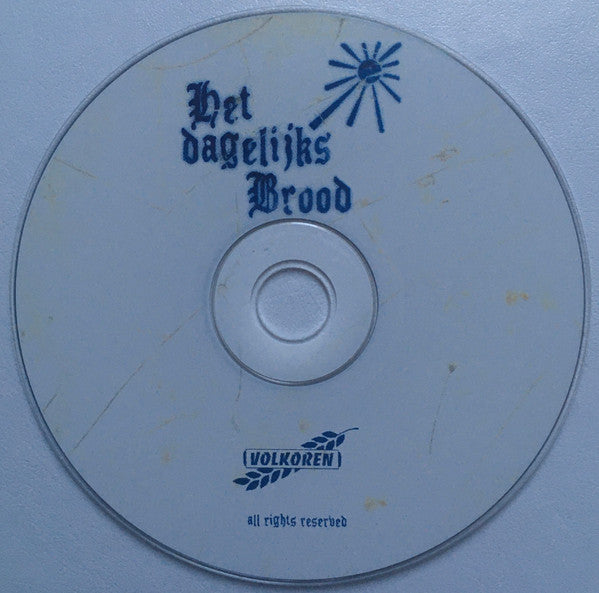 Het
dagelijks
Brood
VOLKOREN
all rights reserved